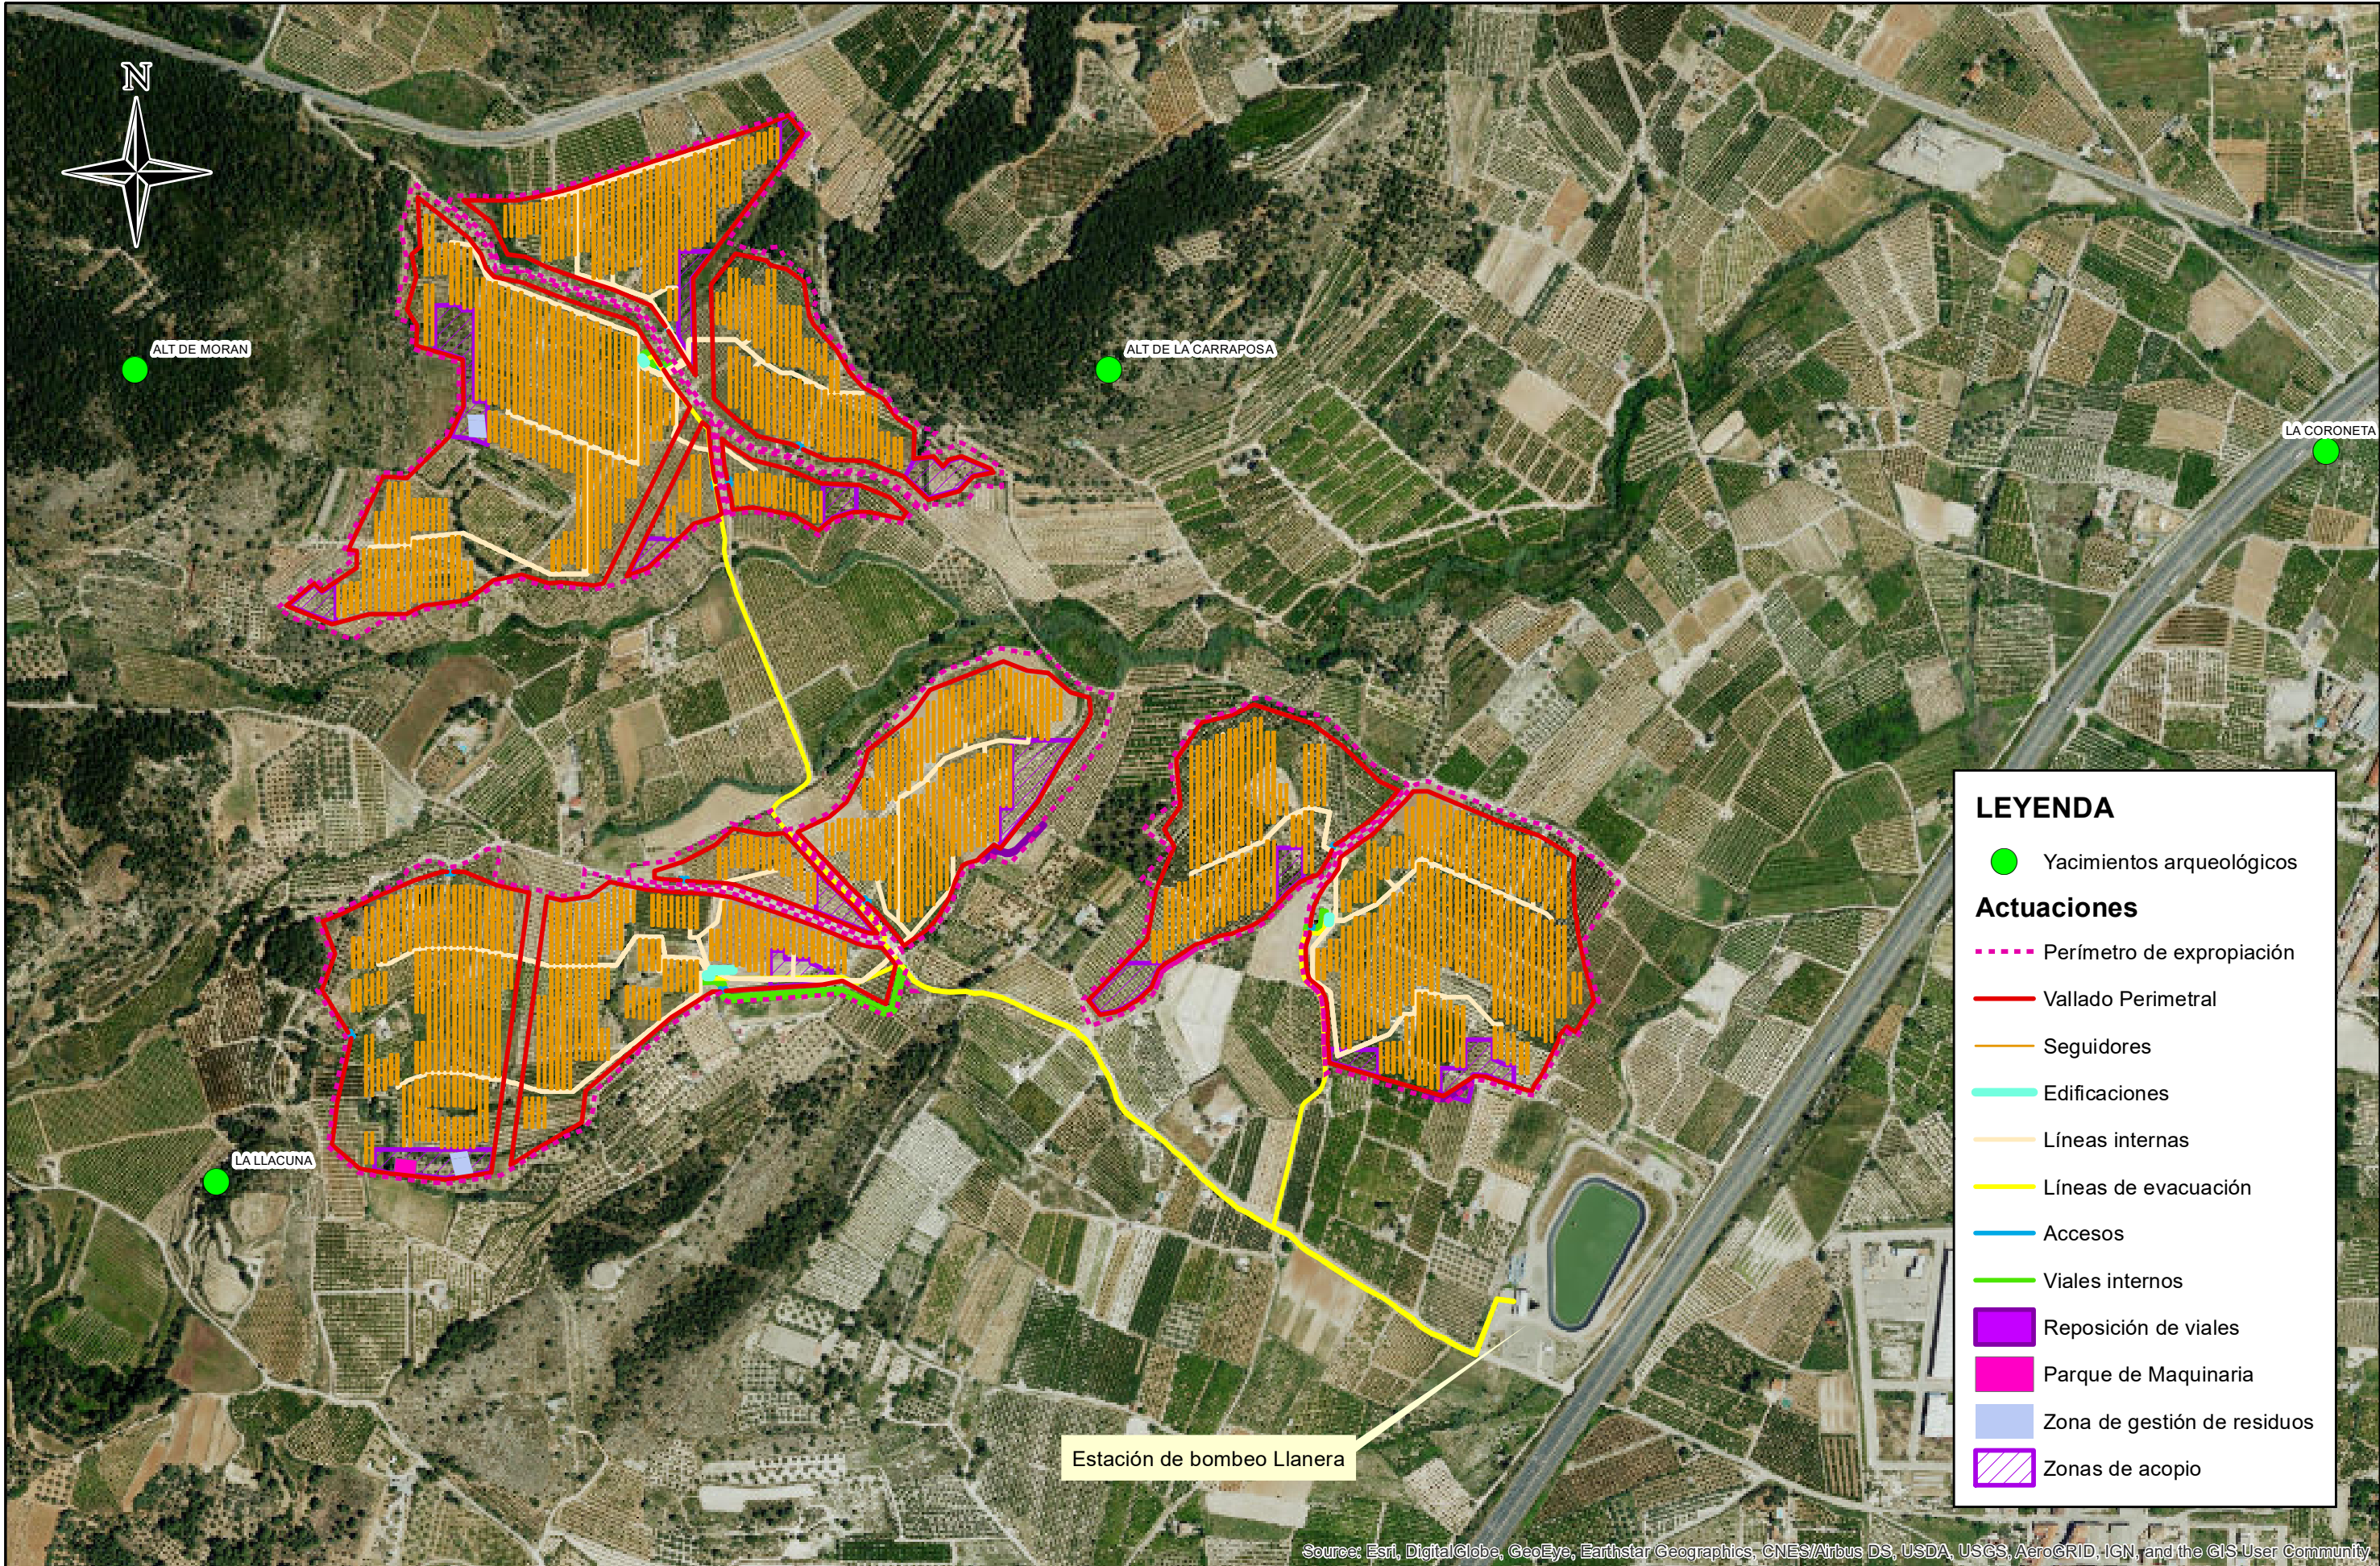 N
ALT DE MORAN
ALT DE LA CARRAPOSA
LA CORONETA
LA LLACUNA
LEYENDA
Yacimientos arqueológicos
Actuaciones
Perímetro de expropiación
Vallado Perimetral
Seguidores
Edificaciones
Líneas internas
Líneas de evacuación
Accesos
Viales internos
Reposición de viales
Parque de Maquinaria
Zona de gestión de residuos
Zonas de acopio
Estación de bombeo Llanera
Source: Esri, DigitalGlobe, GeoEye, Earthstar Geographics, CNES/Airbus DS, USDA, USGS, AeroGRID, IGN, and the GIS User Community